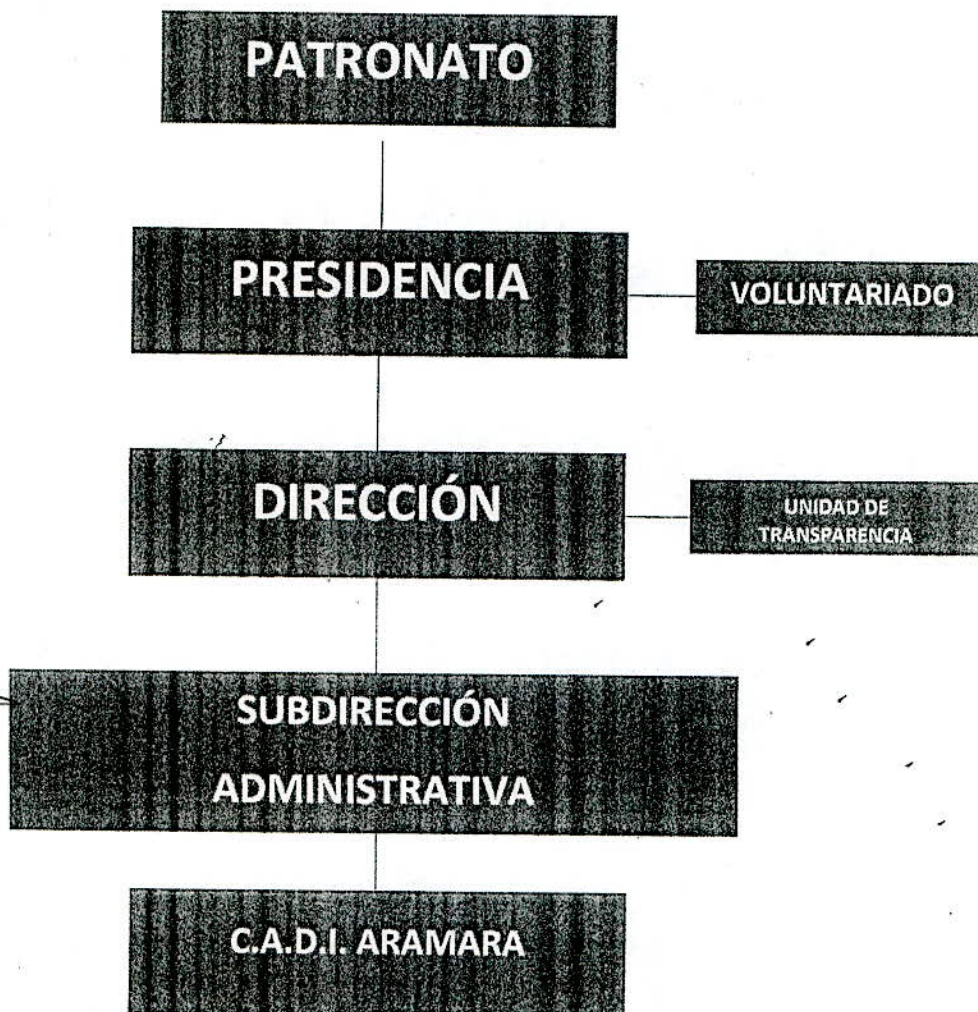 PATRONATO
PRESIDENCIA
VOLUNTARIADO
DIRECCIÓN
UNIDAD DE
TRANSPARENCIA
SUBDIRECCIÓN
ADMINISTRATIVA
C.A.D.I. ARAMARA